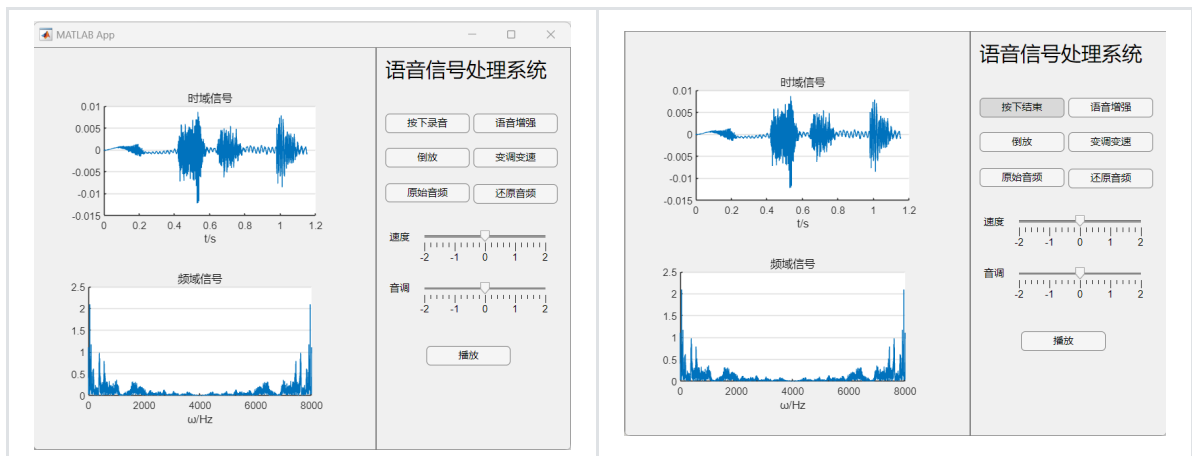 MATLAB App
语音信号处理系统
时域信号
0.01
0.005
0
-0.005
-0.01
-0.015
0 0.2 0.4 0.6 0.8 1 1.2
t/s
频域信号
2.5
2
1.5
1
0.5
0
0 2000 4000 6000 8000
ω/Hz
按下录音 语音增强
倒放 变调变速
原始音频 还原音频
速度
-2 -1 0 1 2
音调
-2 -1 0 1 2
播放
语音信号处理系统
时域信号
0.01
0.005
0
-0.005
-0.01
-0.015
0 0.2 0.4 0.6 0.8 1 1.2
t/s
频域信号
2.5
2
1.5
1
0.5
0
0 2000 4000 6000 8000
ω/Hz
按下结束 语音增强
倒放 变调变速
原始音频 还原音频
速度
-2 -1 0 1 2
音调
-2 -1 0 1 2
播放